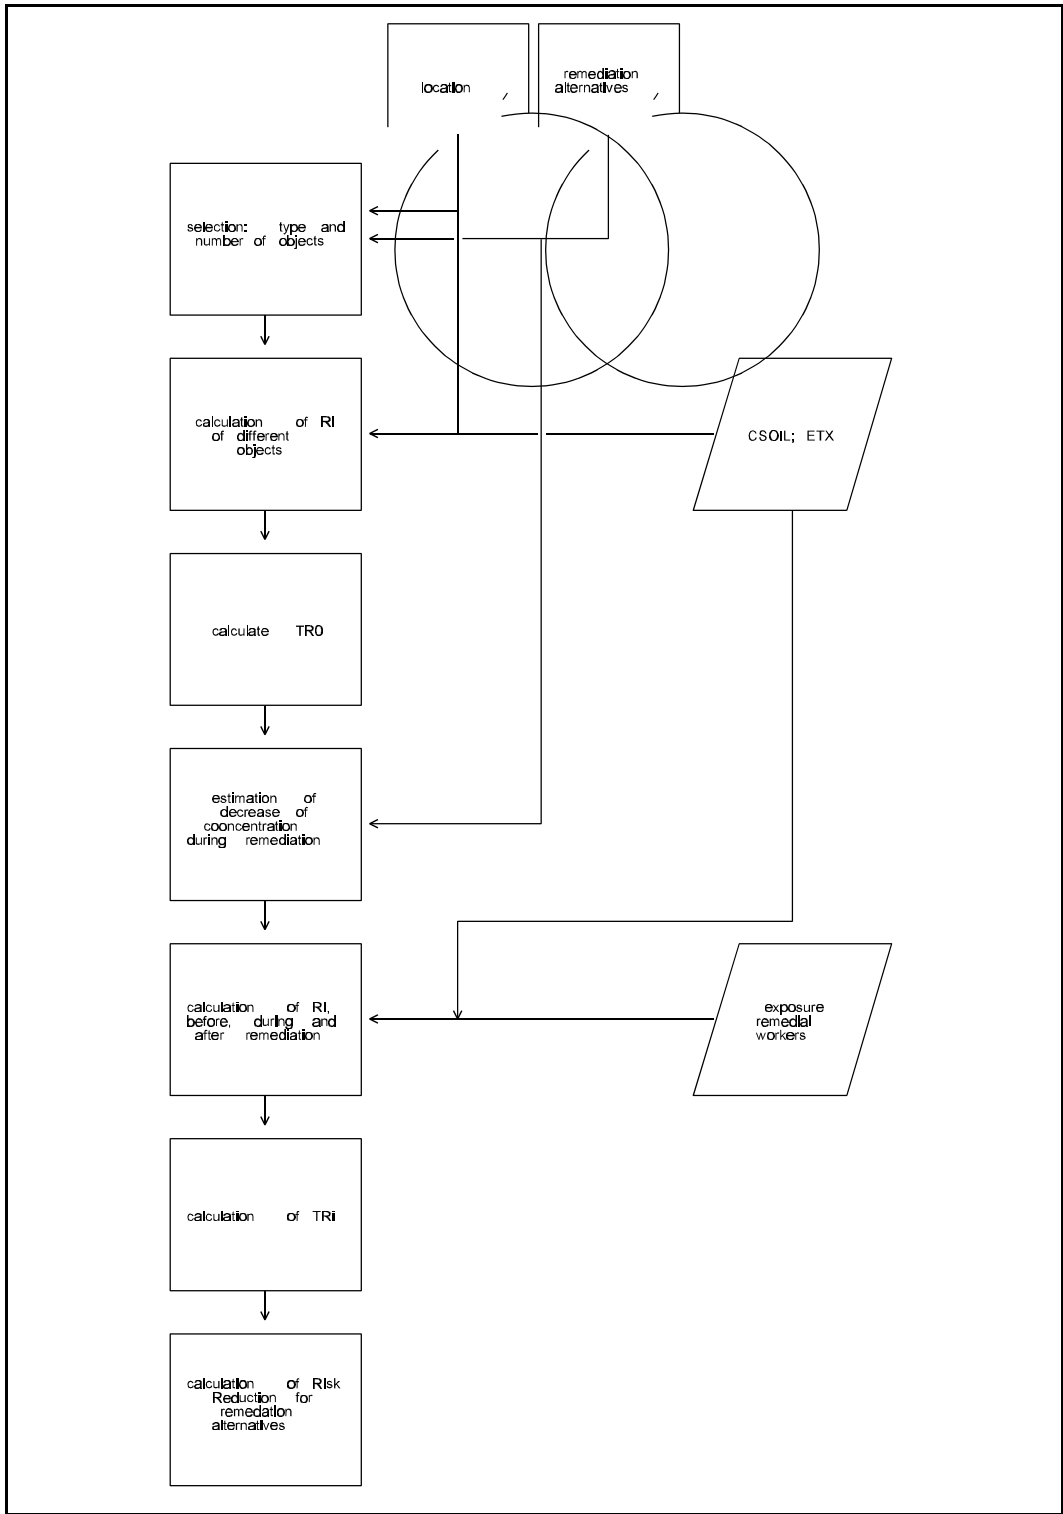 location
remediation
alternatives
selection: type and
number of objects
calculation of RI
of different
objects
CSOIL; ETX
calculate TR0
estimation of
decrease of
cooncentration
during remediation
calculation of RI,
before, during and
after remediation
exposure
remedial
workers
calculation of TRi
calculation of RIsk
Reduction for
remedation
alternatives